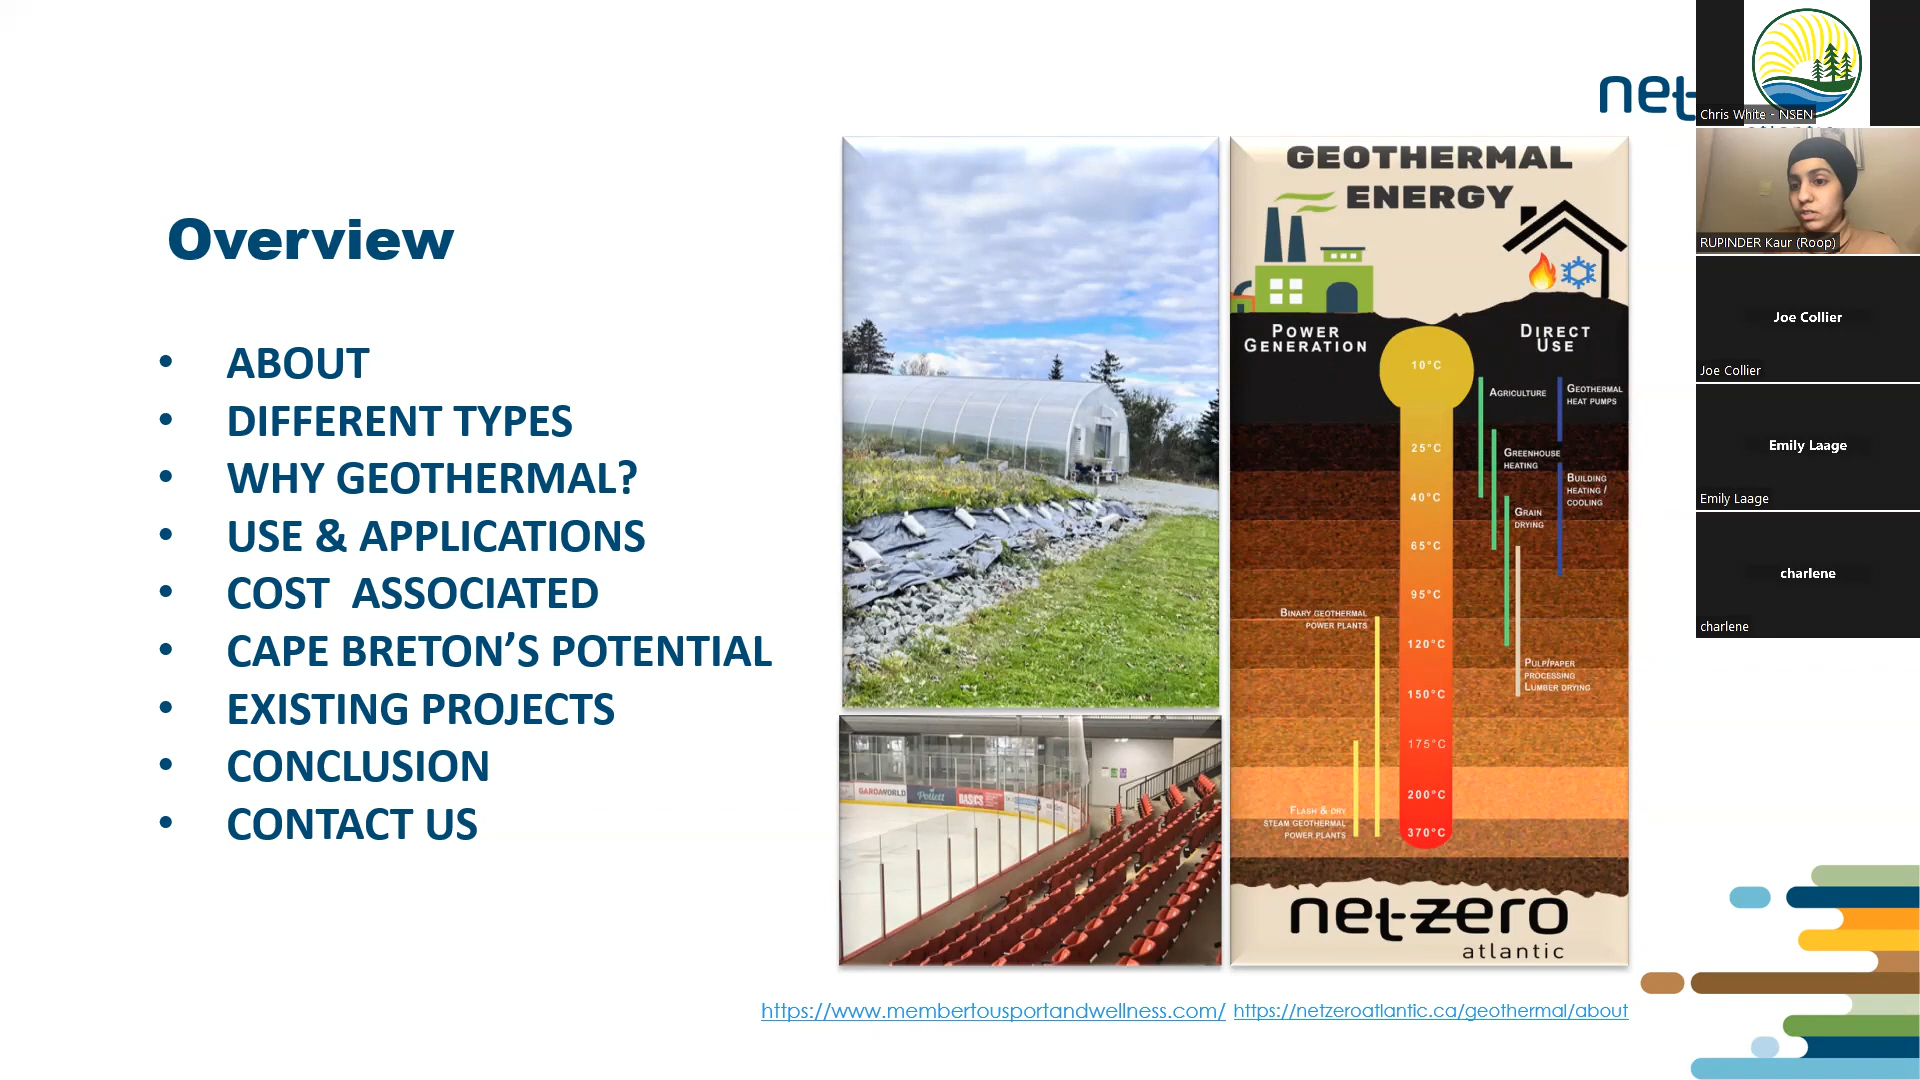 net
Overview
• ABOUT
• DIFFERENT TYPES
• WHY GEOTHERMAL?
• USE & APPLICATIONS
• COST ASSOCIATED
• CAPE BRETON’S POTENTIAL
• EXISTING PROJECTS
• CONCLUSION
• CONTACT US
GARDAWORLD
Pollett
BASICS
GEOTHERMAL
ENERGY
POWER
GENERATION
DIRECT
USE
10°C
25°C
40°C
65°C
95°C
120°C
150°C
175°C
200°C
370°C
AGRICULTURE
GEOTHERMAL
HEAT PUMPS
GREENHOUSE
HEATING
BUILDING
HEATING /
COOLING
GRAIN
DRYING
BINARY GEOTHERMAL
POWER PLANTS
PULP/PAPER
PROCESSING
LUMBER DRYING
FLASH & DRY
STEAM GEOTHERMAL
POWER PLANTS
net-zero
atlantic
https://www.membertousportandwellness.com/
https://netzeroatlantic.ca/geothermal/about
Chris White - NSEN
RUPINDER Kaur (Roop)
Joe Collier
Joe Collier
Emily Laage
Emily Laage
charlene
charlene